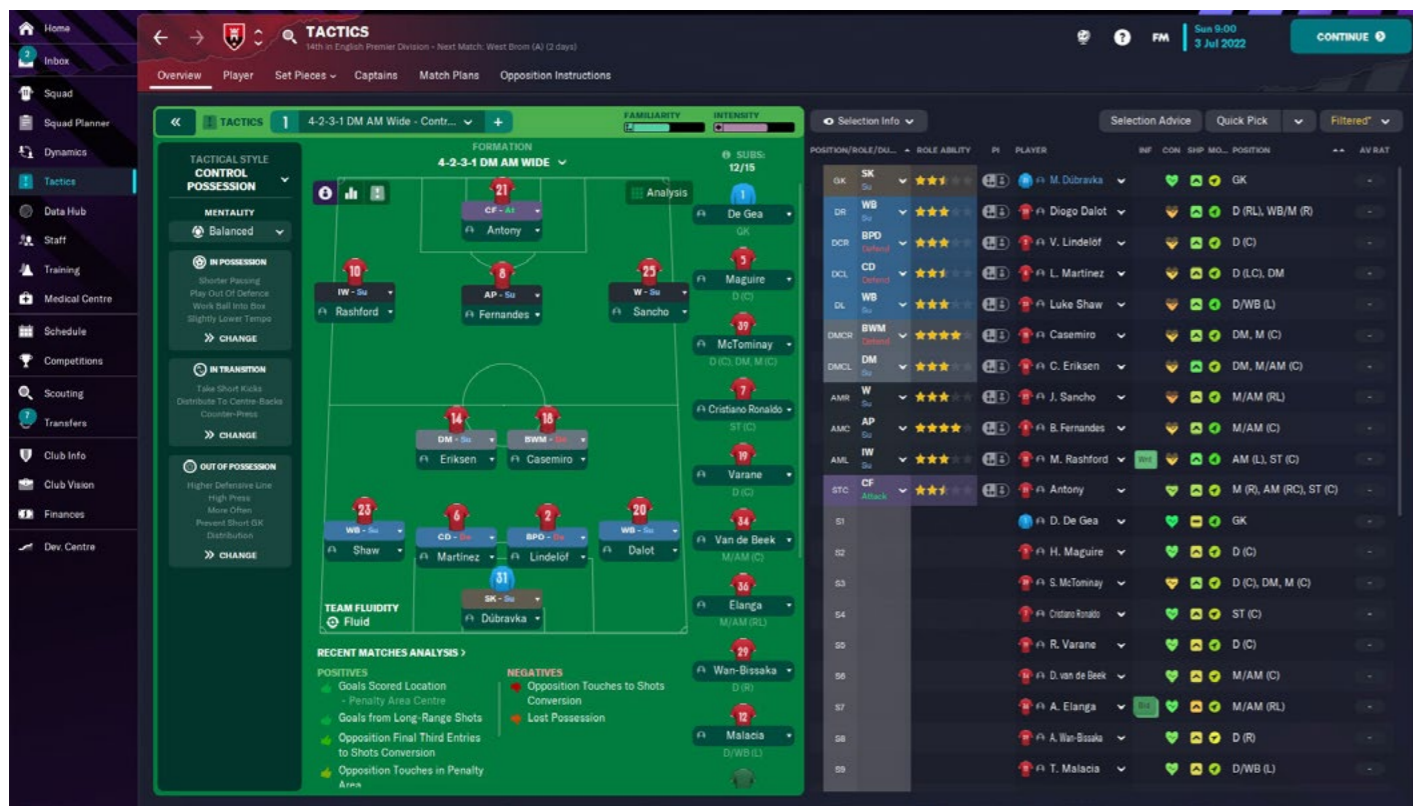 Home
2
Inbox
Squad
Squad Planner
Dynamics
Tactics
Data Hub
Staff
Training
Medical Centre
Schedule
Competitions
Scouting
7
Transfers
Club Info
Club Vision
Finances
Dev. Centre
TACTICS
14th in English Premier Division - Next Match: West Brom (A) (2 days)
FM
Sun 9:00
3 Jul 2022
CONTINUE
Overview Player Set Pieces Captains Match Plans Opposition Instructions
TACTICS 1 4-2-3-1 DM AM Wide - Contr... +
FAMILIARITY INTENSITY
TACTICAL STYLE
CONTROL
POSSESSION
MENTALITY
Balanced
IN POSSESSION
Shorter Passing
Play Out Of Defence
Work Ball Into Box
Slightly Lower Tempo
CHANGE
IN TRANSITION
Take Short Kicks
Distribute To Centre-Backs
Counter-Press
CHANGE
OUT OF POSSESSION
Higher Defensive Line
High Press
More Often
Prevent Short GK
Distribution
CHANGE
FORMATION
4-2-3-1 DM AM WIDE
Analysis
21
CF - At
Antony
10
IW - Su
Rashford
8
AP - Su
Fernandes
25
W - Su
Sancho
14
DM - Su
Eriksen
18
BWM - De
Casemiro
23
WB - Su
Shaw
6
CD - De
Martínez
2
BPD - De
Lindelöf
20
WB - Su
Dalot
31
SK - Su
Dúbravka
TEAM FLUIDITY
Fluid
RECENT MATCHES ANALYSIS >
POSITIVES
Goals Scored Location
- Penalty Area Centre
Goals from Long-Range Shots
Opposition Final Third Entries
to Shots Conversion
Opposition Touches in Penalty
Area
NEGATIVES
Opposition Touches to Shots
Conversion
Lost Possession
SUBS:
12/15
1
De Gea
GK
5
Maguire
D (C)
39
McTominay
D (C), DM, M (C)
7
Cristiano Ronaldo
ST (C)
19
Varane
D (C)
34
Van de Beek
M/AM (C)
36
Elanga
M/AM (RL)
29
Wan-Bissaka
D (R)
12
Malacia
D/WB (L)
Selection Info
Selection Advice Quick Pick Filtered*
POSITION/ROLE/DU... ROLE ABILITY PI PLAYER INF CON SHP MO... POSITION AV RAT
GK SK Su M. Dúbravka GK -
DR WB Su Diogo Dalot D (RL), WB/M (R) -
DCR BPD Defend V. Lindelöf D (C) -
DCL CD Defend L. Martínez D (LC), DM -
DL WB Su Luke Shaw D/WB (L) -
DMCR BWM Defend Casemiro DM, M (C) -
DMCL DM Su C. Eriksen DM, M/AM (C) -
AMR W Su J. Sancho M/AM (RL) -
AMC AP Su B. Fernandes M/AM (C) -
AML IW Su M. Rashford Wnt AM (L), ST (C) -
STC CF Attack Antony M (R), AM (RC), ST (C) -
S1 D. De Gea GK -
S2 H. Maguire D (C) -
S3 S. McTominay D (C), DM, M (C) -
S4 Cristiano Ronaldo ST (C) -
S5 R. Varane D (C) -
S6 D. van de Beek M/AM (C) -
S7 A. Elanga Bid M/AM (RL) -
S8 A. Wan-Bissaka D (R) -
S9 T. Malacia D/WB (L) -